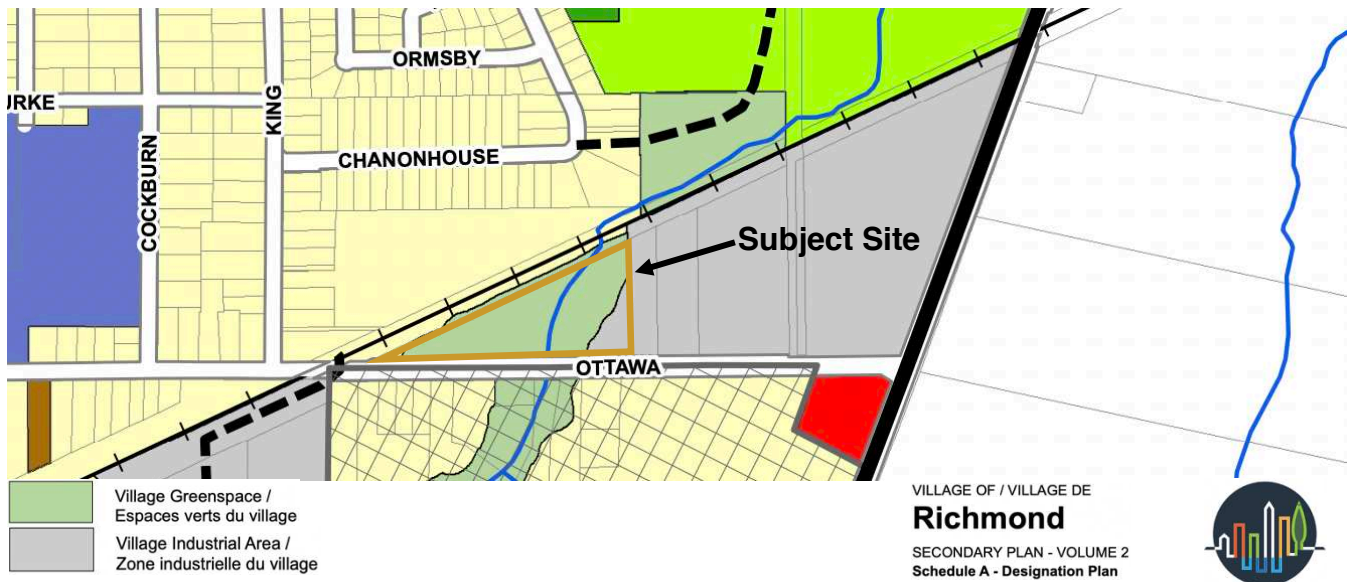 ORMSBY
URKE
KING
CHANONHOUSE
COCKBURN
Subject Site
OTTAWA
Village Greenspace /
Espaces verts du village
Village Industrial Area /
Zone industrielle du village
VILLAGE OF / VILLAGE DE
Richmond
SECONDARY PLAN - VOLUME 2
Schedule A - Designation Plan